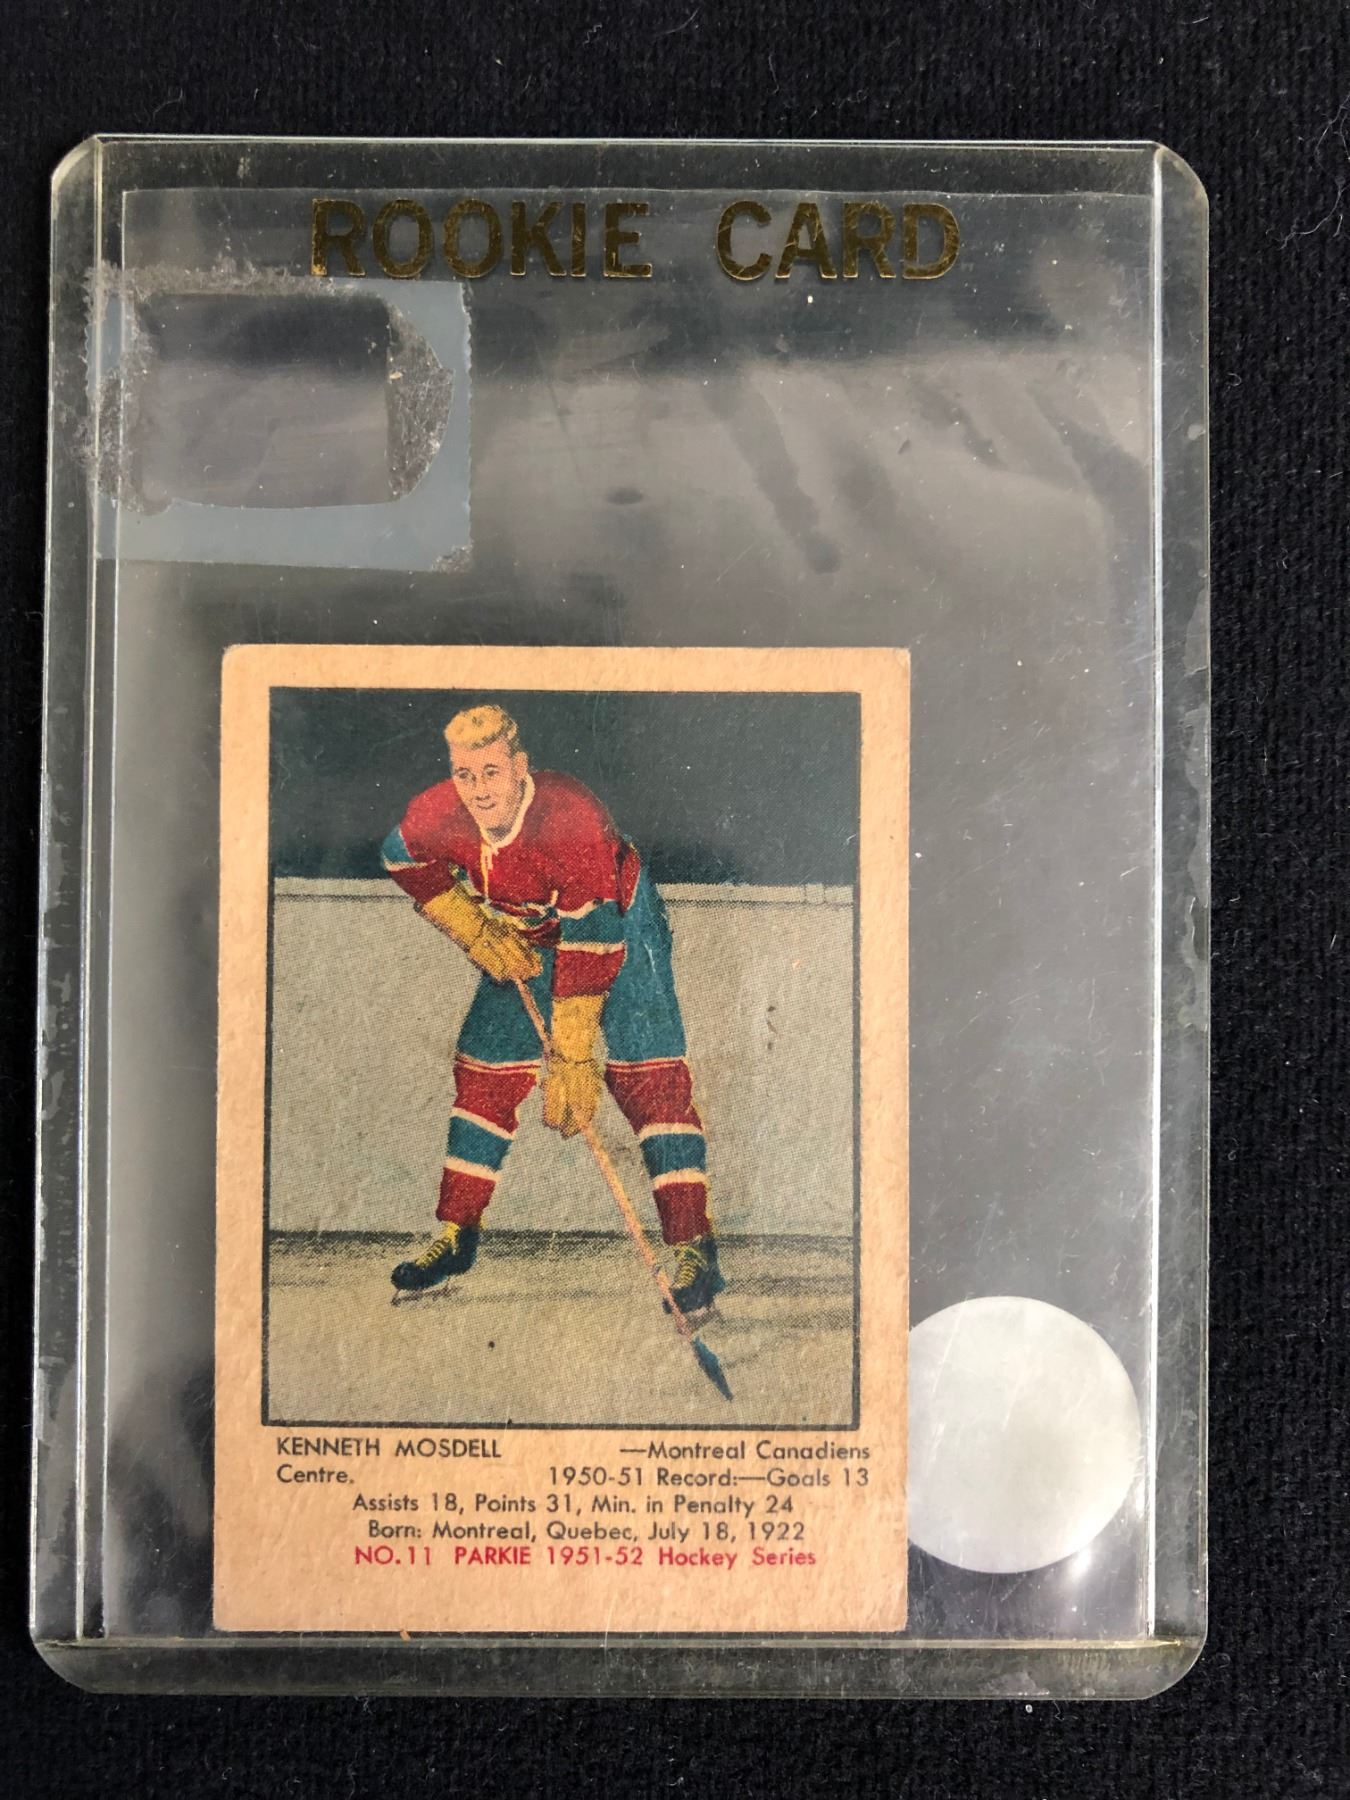 ROOKIE CARD
KENNETH MOSDELL —Montreal Canadiens
Centre. 1950-51 Record:—Goals 13
Assists 18, Points 31, Min. in Penalty 24
Born: Montreal, Quebec, July 18, 1922
NO.11 PARKIE 1951-52 Hockey Series